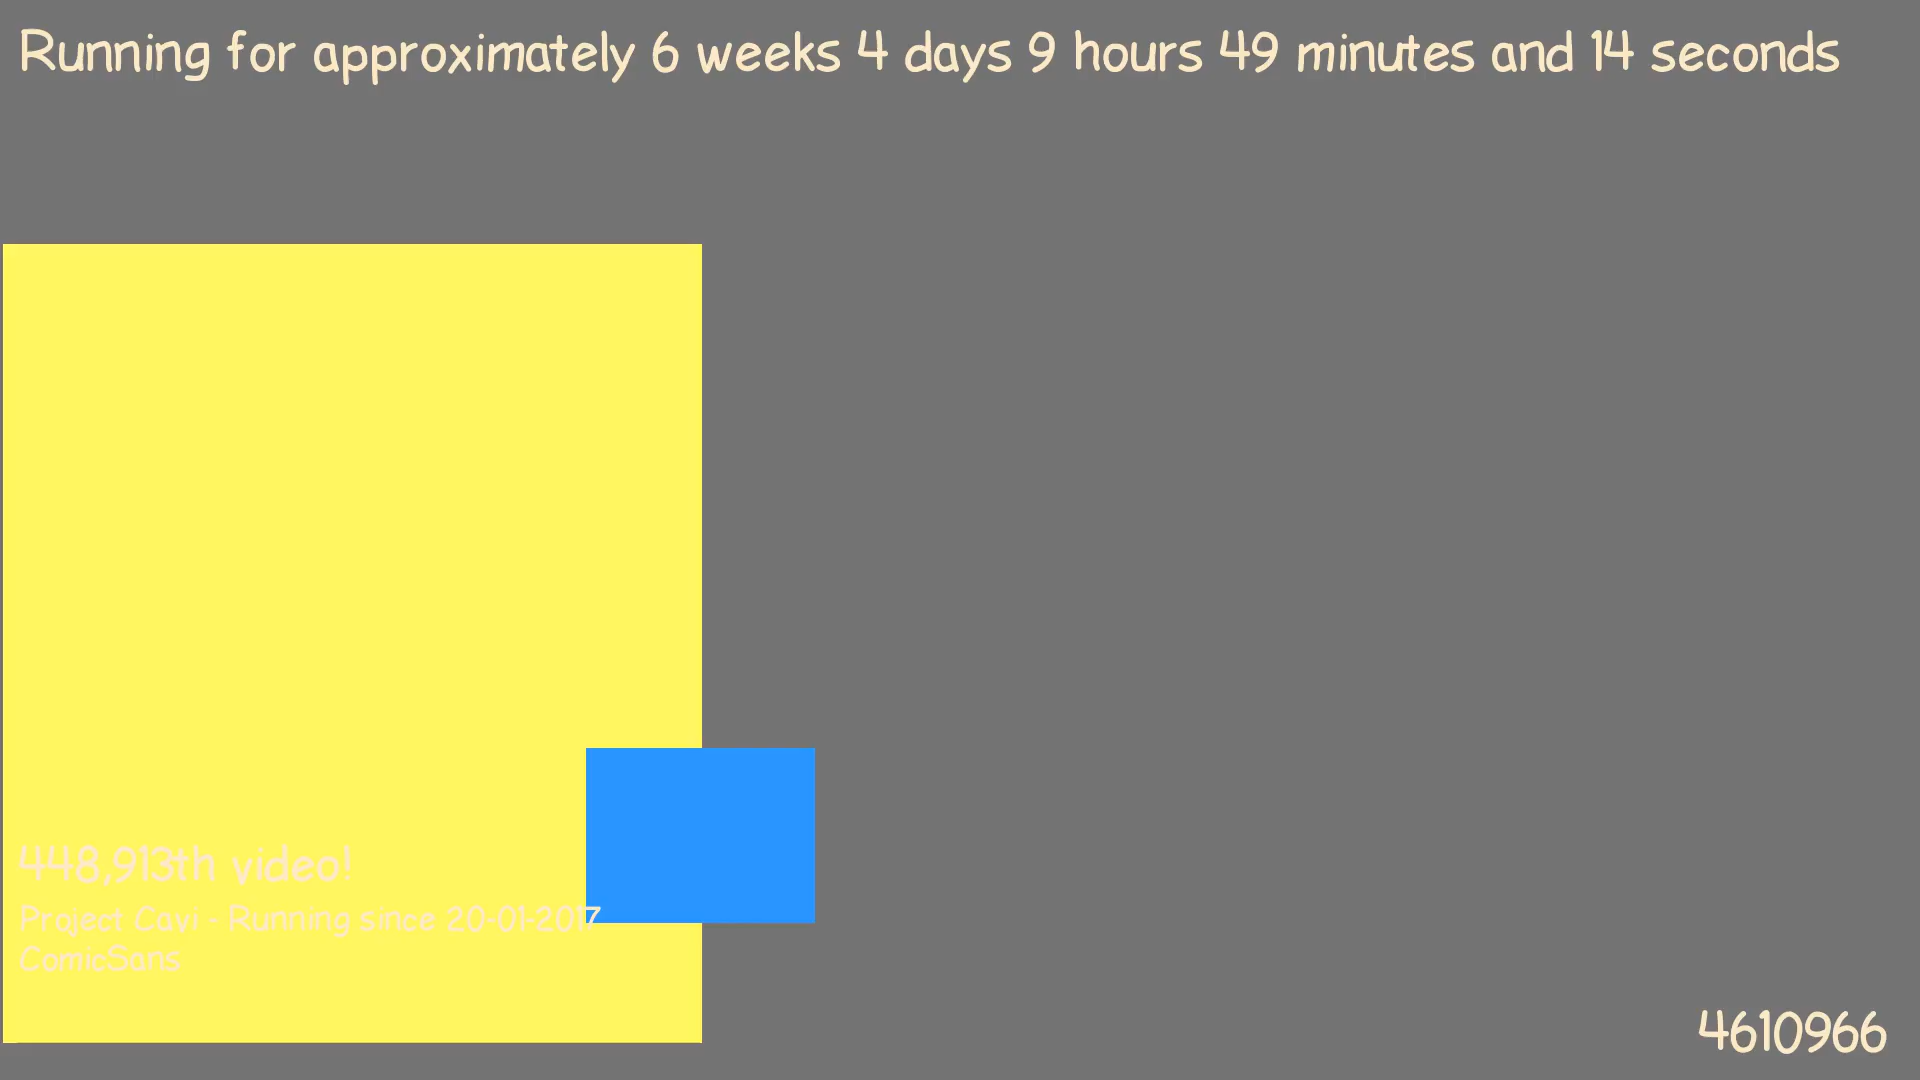 Running for approximately 6 weeks 4 days 9 hours 49 minutes and 14 seconds
448,913th video!
Project Cavi - Running since 20-01-2017
ComicSans
4610966